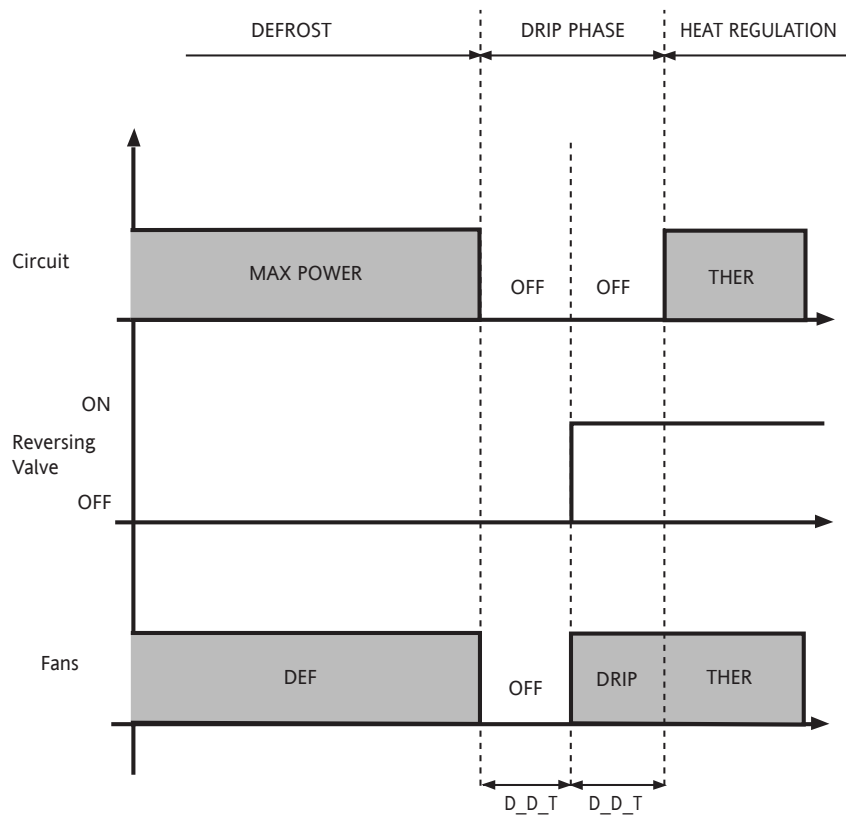 DEFROST DRIP PHASE HEAT REGULATION
Circuit
MAX POWER
OFF OFF
THER
ON
Reversing
Valve
OFF
Fans
DEF
OFF
DRIP
THER
D_D_T D_D_T